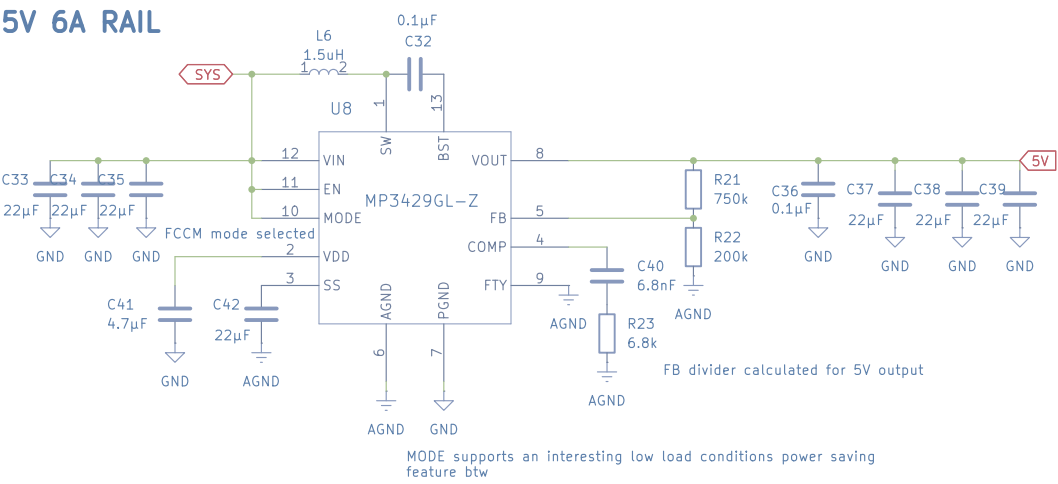 5V 6A RAIL
0.1µF
C32
L6
1.5uH
1 2
SYS
U8
1
13
SW
BST
12 VIN
11 EN
10 MODE
2 VDD
3 SS
MP3429GL-Z
VOUT 8
FB 5
COMP 4
FTY 9
AGND
PGND
6
7
C33 C34 C35
22µF 22µF 22µF
GND GND GND
FCCM mode selected
C41
4.7µF
GND
C42
22µF
AGND
AGND GND
R21
750k
R22
200k
AGND
C40
6.8nF
R23
6.8k
AGND
AGND
5V
C36
0.1µF
GND
C37 C38 C39
22µF 22µF 22µF
GND GND GND
FB divider calculated for 5V output
MODE supports an interesting low load conditions power saving
feature btw